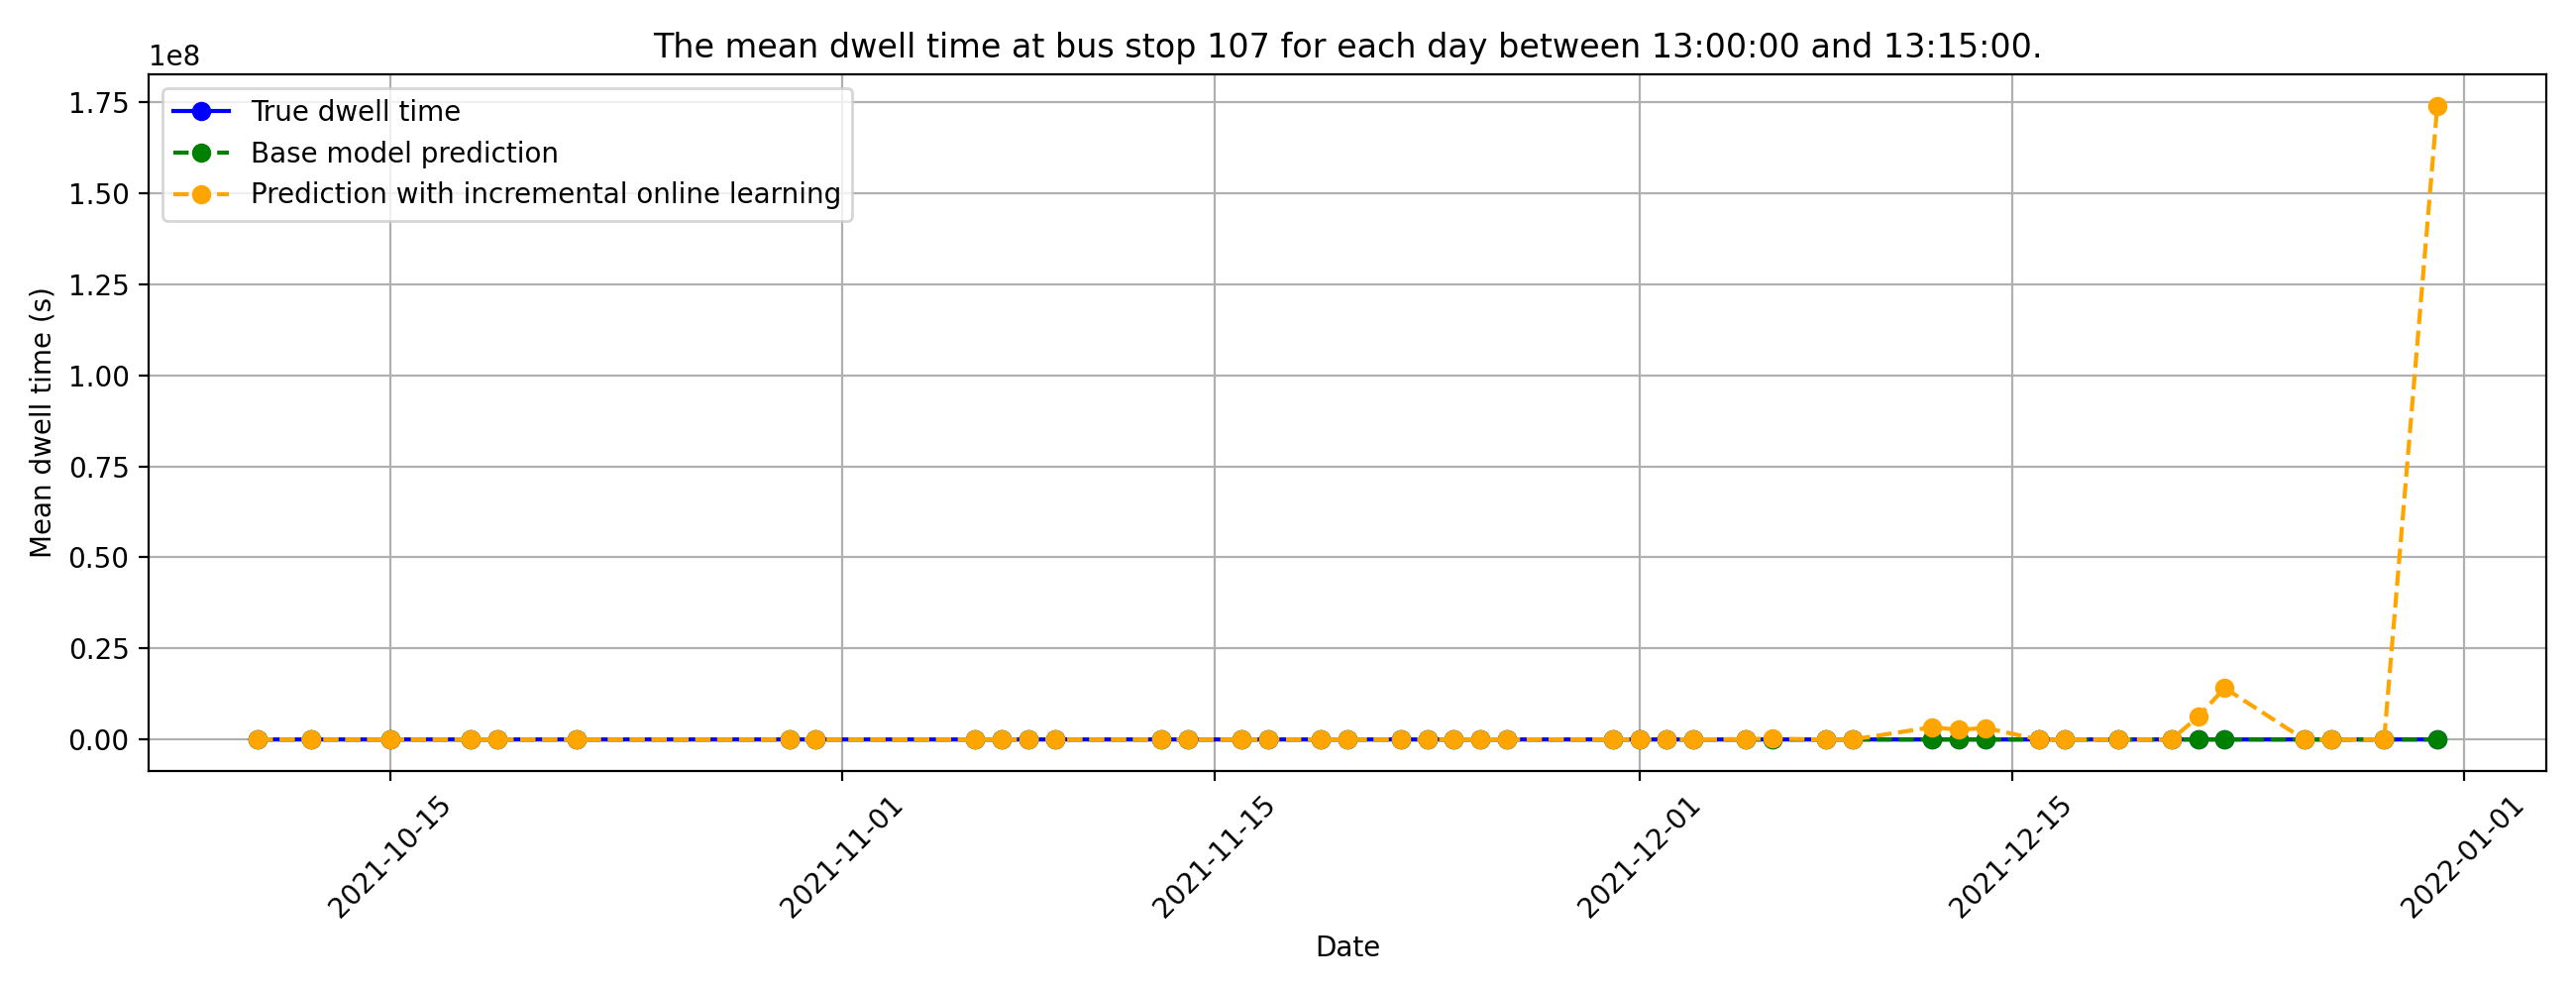 The mean dwell time at bus stop 107 for each day between 13:00:00 and 13:15:00.
1e8
1.75
1.50
1.25
1.00
0.75
0.50
0.25
0.00
Mean dwell time (s)
True dwell time
Base model prediction
Prediction with incremental online learning
2021-10-15
2021-11-01
2021-11-15
2021-12-01
2021-12-15
2022-01-01
Date